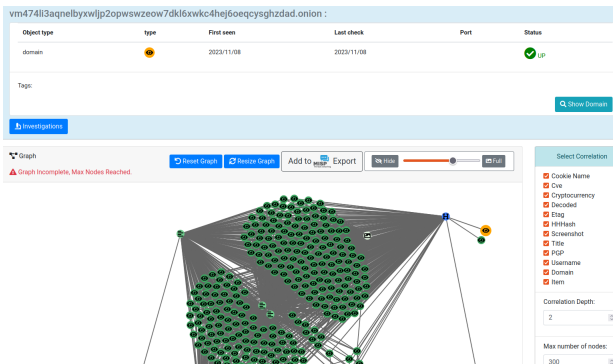 vm474li3aqnelbyxwljp2opwswzeow7dkl6xwkc4hej6oeqcysghzdad.onion :
Object type type First seen Last check Port Status
domain 2023/11/08 2023/11/08 UP
Tags:
Show Domain
Investigations
Graph Reset Graph Resize Graph Add to MISP Export Hide Full
Graph Incomplete, Max Nodes Reached.
Select Correlation
Cookie Name
Cve
Cryptocurrency
Decoded
Etag
HHHash
Screenshot
Title
PGP
Username
Domain
Item
Correlation Depth:
2
Max number of nodes:
300